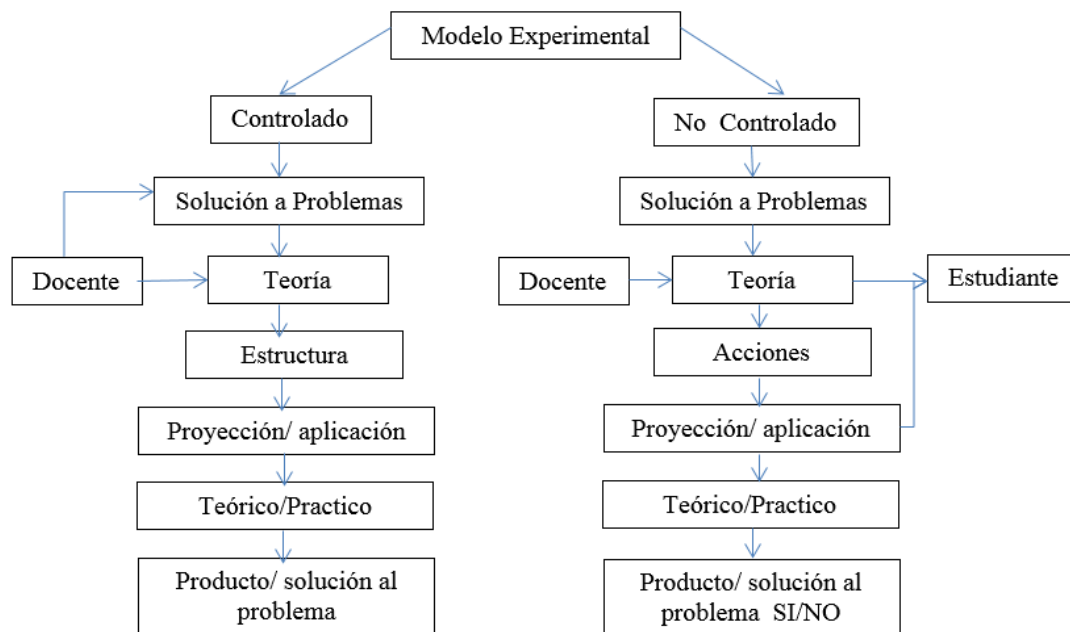 Modelo Experimental
Controlado
Solución a Problemas
Docente
Teoría
Estructura
Proyección/ aplicación
Teórico/Practico
Producto/ solución al
problema
No Controlado
Solución a Problemas
Docente
Teoría
Estudiante
Acciones
Proyección/ aplicación
Teórico/Practico
Producto/ solución al
problema SI/NO